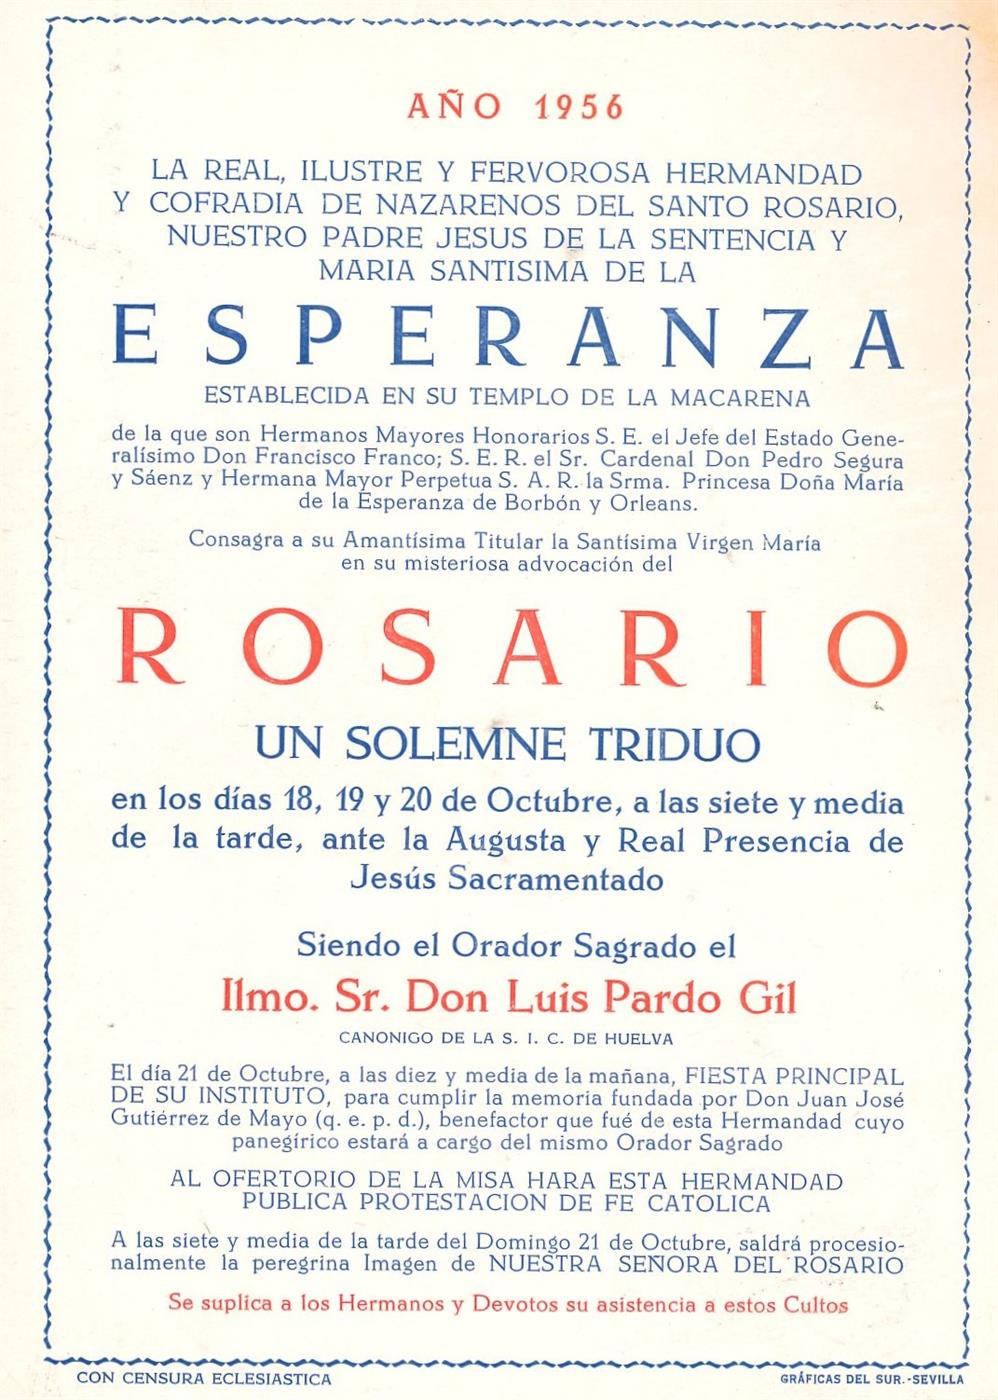 AÑO 1956
LA REAL, ILUSTRE Y FERVOROSA HERMANDAD
Y COFRADIA DE NAZARENOS DEL SANTO ROSARIO,
NUESTRO PADRE JESUS DE LA SENTENCIA Y
MARIA SANTISIMA DE LA
ESPERANZA
ESTABLECIDA EN SU TEMPLO DE LA MACARENA
de la que son Hermanos Mayores Honorarios S. E. el Jefe del Estado Gene-
ralísimo Don Francisco Franco; S. E. R. el Sr. Cardenal Don Pedro Segura
y Sáenz y Hermana Mayor Perpetua S. A. R. la Srma. Princesa Doña María
de la Esperanza de Borbón y Orleans.
Consagra a su Amantísima Titular la Santísima Virgen María
en su misteriosa advocación del
ROSARIO
UN SOLEMNE TRIDUO
en los días 18, 19 y 20 de Octubre, a las siete y media
de la tarde, ante la Augusta y Real Presencia de
Jesús Sacramentado
Siendo el Orador Sagrado el
Ilmo. Sr. Don Luis Pardo Gil
CANONIGO DE LA S. I. C. DE HUELVA
El día 21 de Octubre, a las diez y media de la mañana, FIESTA PRINCIPAL
DE SU INSTITUTO, para cumplir la memoria fundada por Don Juan José
Gutiérrez de Mayo (q. e. p. d.), benefactor que fué de esta Hermandad cuyo
panegírico estará a cargo del mismo Orador Sagrado
AL OFERTORIO DE LA MISA HARA ESTA HERMANDAD
PUBLICA PROTESTACION DE FE CATOLICA
A las siete y media de la tarde del Domingo 21 de Octubre, saldrá procesio-
nalmente la peregrina Imagen de NUESTRA SEÑORA DEL ROSARIO
Se suplica a los Hermanos y Devotos su asistencia a estos Cultos
CON CENSURA ECLESIASTICA
GRÁFICAS DEL SUR.-SEVILLA